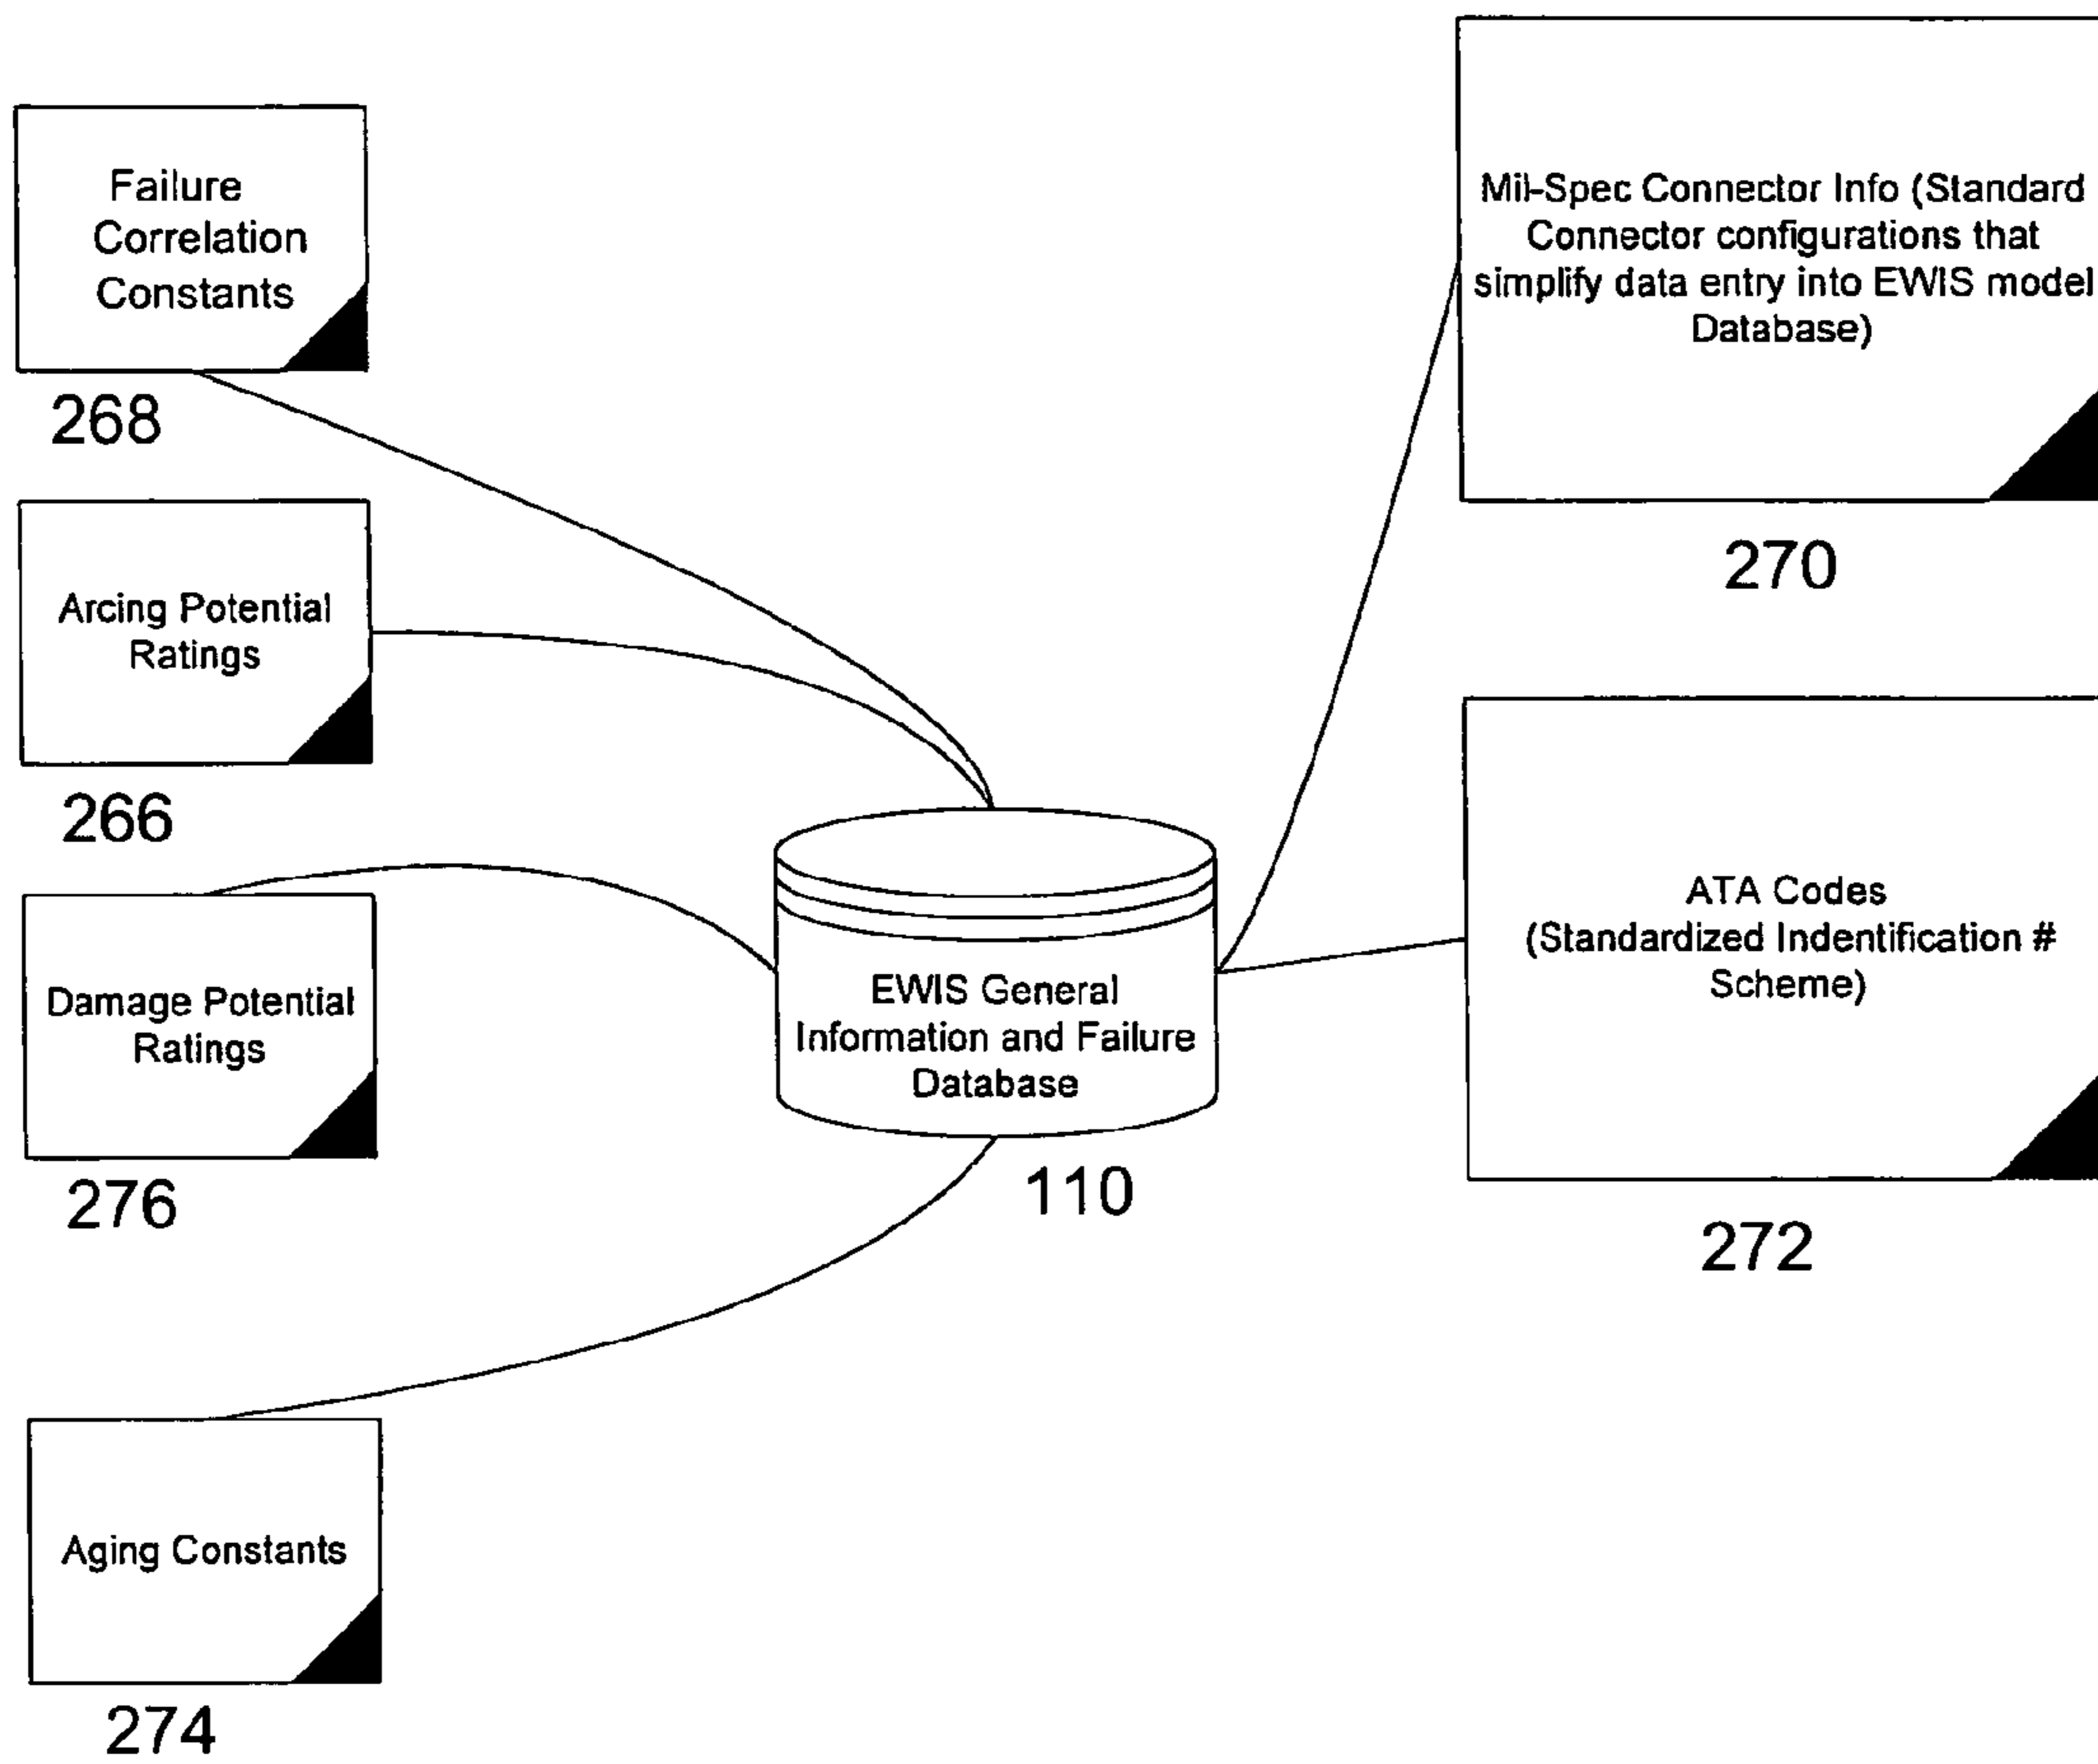 Failure
Correlation
Constants
268
Arcing Potential
Ratings
266
Damage Potential
Ratings
276
Aging Constants
274
EWIS General
Information and Failure
Database
110
Mil-Spec Connector Info (Standard
Connector configurations that
simplify data entry into EWIS model
Database)
270
ATA Codes
(Standardized Indentification #
Scheme)
272